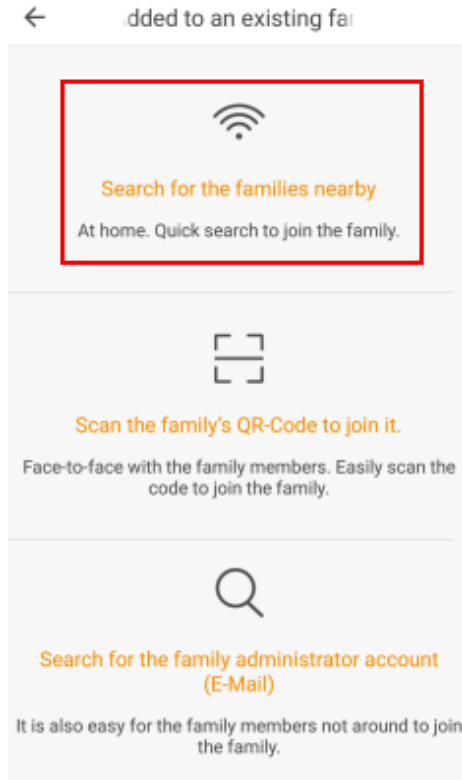 dded to an existing fa
Search for the families nearby
At home. Quick search to join the family.
Scan the family's QR-Code to join it.
Face-to-face with the family members. Easily scan the
code to join the family.
Search for the family administrator account
(E-Mail)
It is also easy for the family members not around to join
the family.